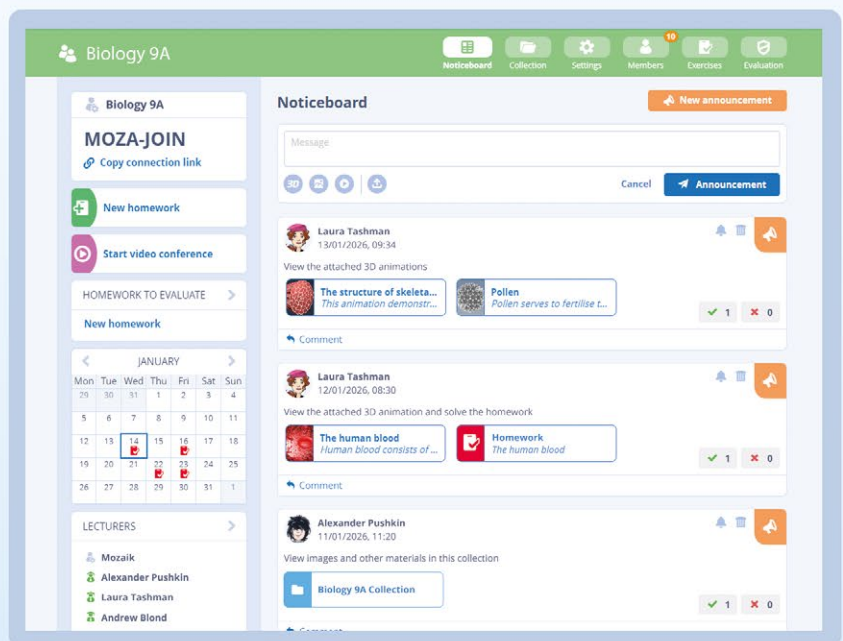 Biology 9A
10
Noticeboard Collection Settings Members Exercises Evaluation
Biology 9A
MOZA-JOIN
Copy connection link
New homework
Start video conference
HOMEWORK TO EVALUATE
New homework
JANUARY
Mon Tue Wed Thu Fri Sat Sun
29 30 31 1 2 3 4
5 6 7 8 9 10 11
12 13 14 15 16 17 18
19 20 21 22 23 24 25
26 27 28 29 30 31 1
LECTURERS
Mozaik
Alexander Pushkin
Laura Tashman
Andrew Blond
Noticeboard
New announcement
Message
3D
Cancel Announcement
Laura Tashman
13/01/2026, 09:34
View the attached 3D animations
The structure of skeleta...
This animation demonstr...
Pollen
Pollen serves to fertilise t...
1 0
Comment
Laura Tashman
12/01/2026, 08:30
View the attached 3D animation and solve the homework
The human blood
Human blood consists of ...
Homework
The human blood
1 0
Comment
Alexander Pushkin
11/01/2026, 11:20
View images and other materials in this collection
Biology 9A Collection
1 0